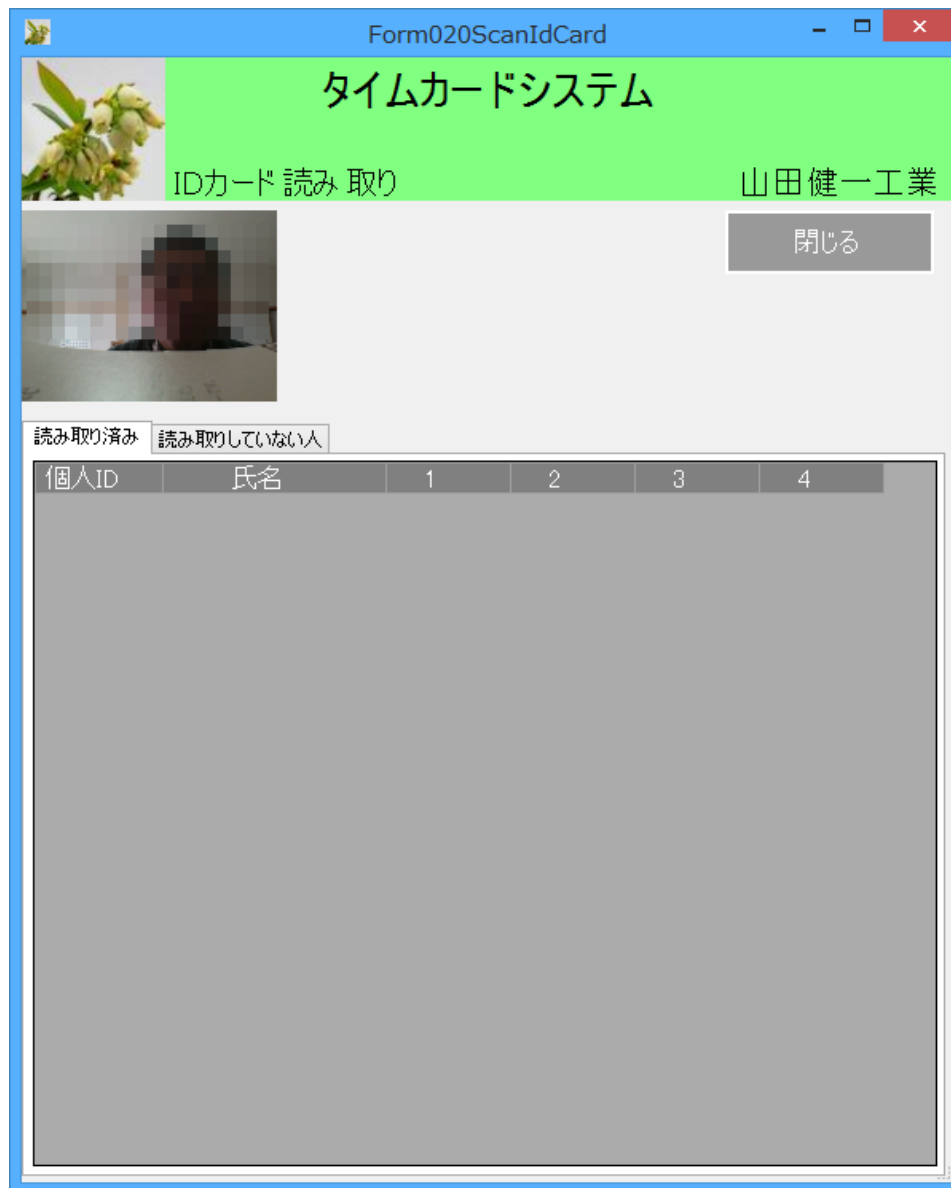 Form020ScanIdCard
タイムカードシステム
IDカード 読み 取り
山田健一工業
閉じる
読み取り済み 読み取りしていない人
個人ID 氏名 1 2 3 4